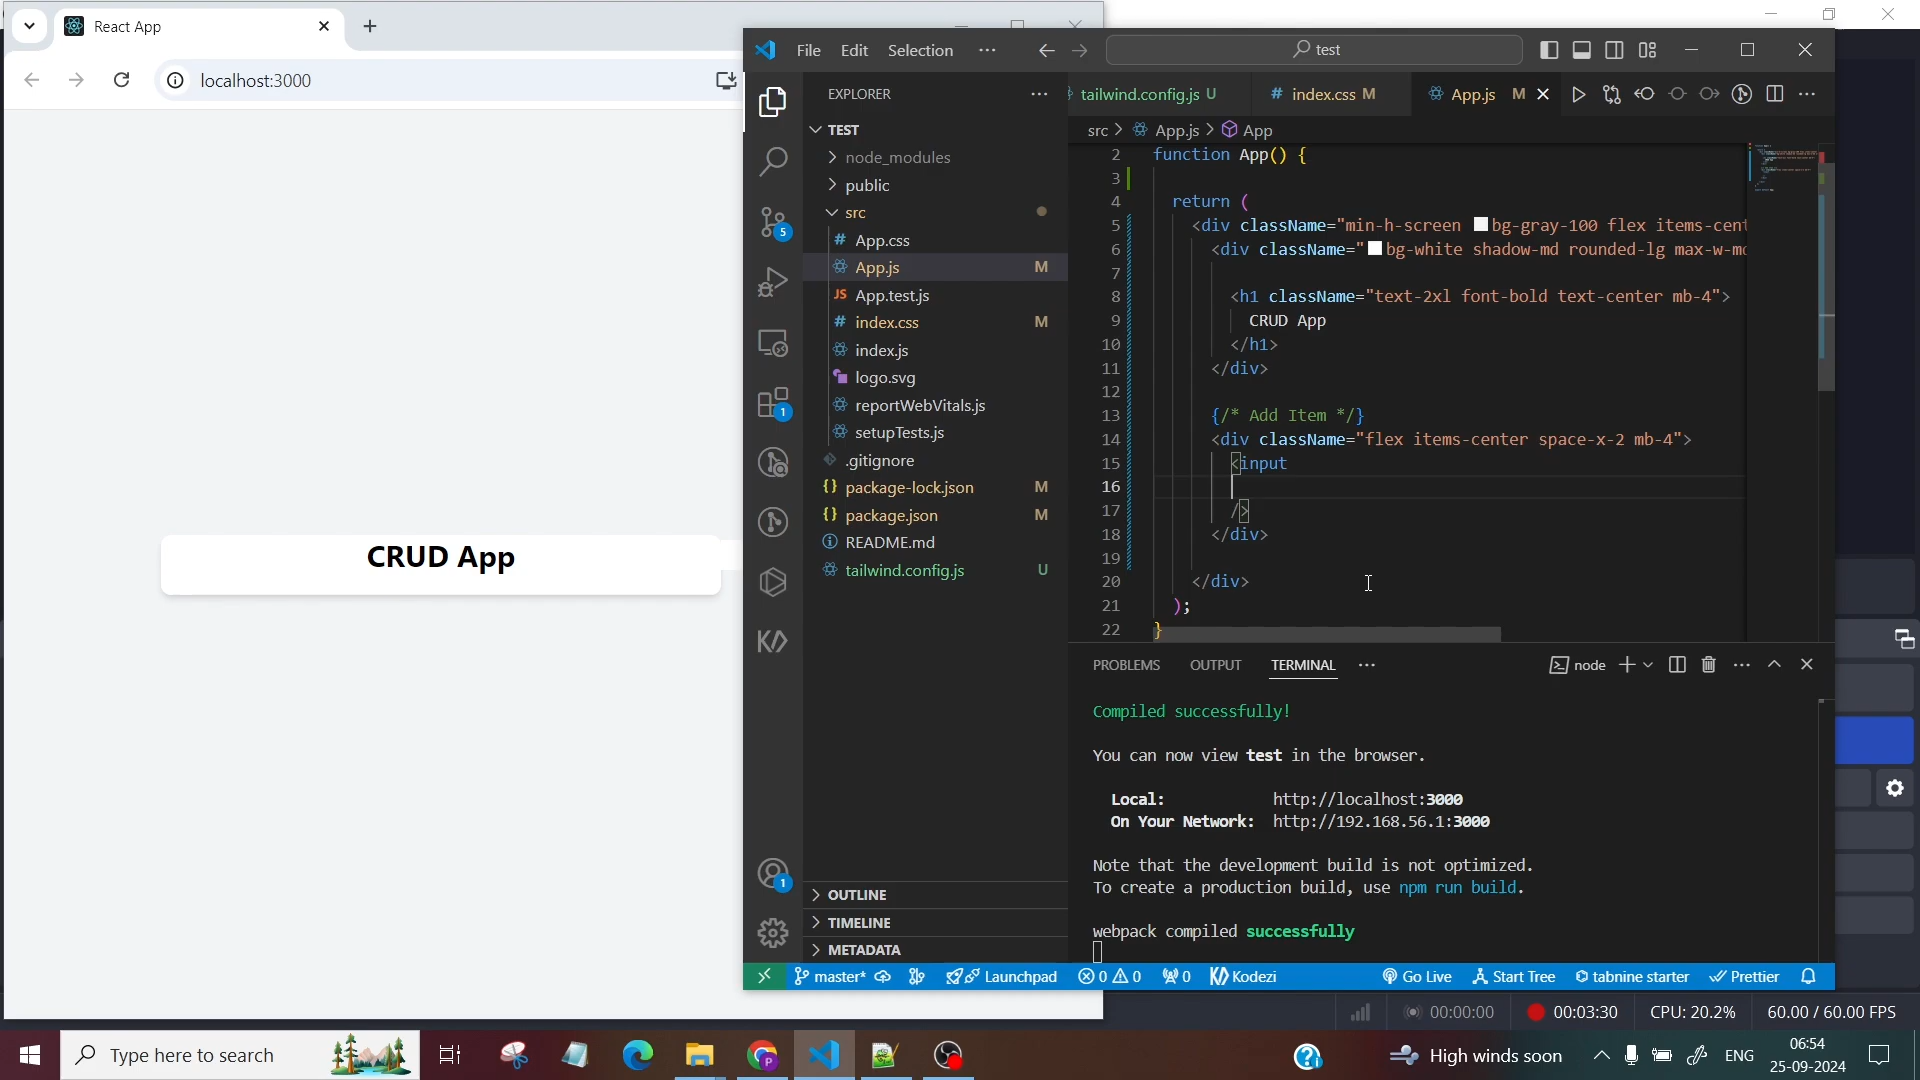 React App
localhost:3000
CRUD App
File Edit Selection
test
EXPLORER
TEST
node_modules
public
src
# App.css
App.js M
JS App.test.js
# index.css M
index.js
logo.svg
reportWebVitals.js
setupTests.js
.gitignore
{} package-lock.json M
{} package.json M
README.md
tailwind.config.js U
OUTLINE
TIMELINE
METADATA
5
1
1
tailwind.config.js U # index.css M App.js M
src > App.js > App
2 function App() {
3
4 return (
5 <div className="min-h-screen bg-gray-100 flex items-cent
6 <div className="bg-white shadow-md rounded-lg max-w-md
7
8 <h1 className="text-2xl font-bold text-center mb-4">
9 CRUD App
10 </h1>
11 </div>
12
13 {/* Add Item */}
14 <div className="flex items-center space-x-2 mb-4">
15 <input
16
17 />
18 </div>
19
20 </div>
21 );
22 }
PROBLEMS OUTPUT TERMINAL ··· node
Compiled successfully!
You can now view test in the browser.
Local: http://localhost:3000
On Your Network: http://192.168.56.1:3000
Note that the development build is not optimized.
To create a production build, use npm run build.
webpack compiled successfully
master* Launchpad 0 0 0 Kodezi Go Live Start Tree tabnine starter Prettier
00:00:00 00:03:30 CPU: 20.2% 60.00 / 60.00 FPS
Type here to search
High winds soon ENG 06:54
25-09-2024